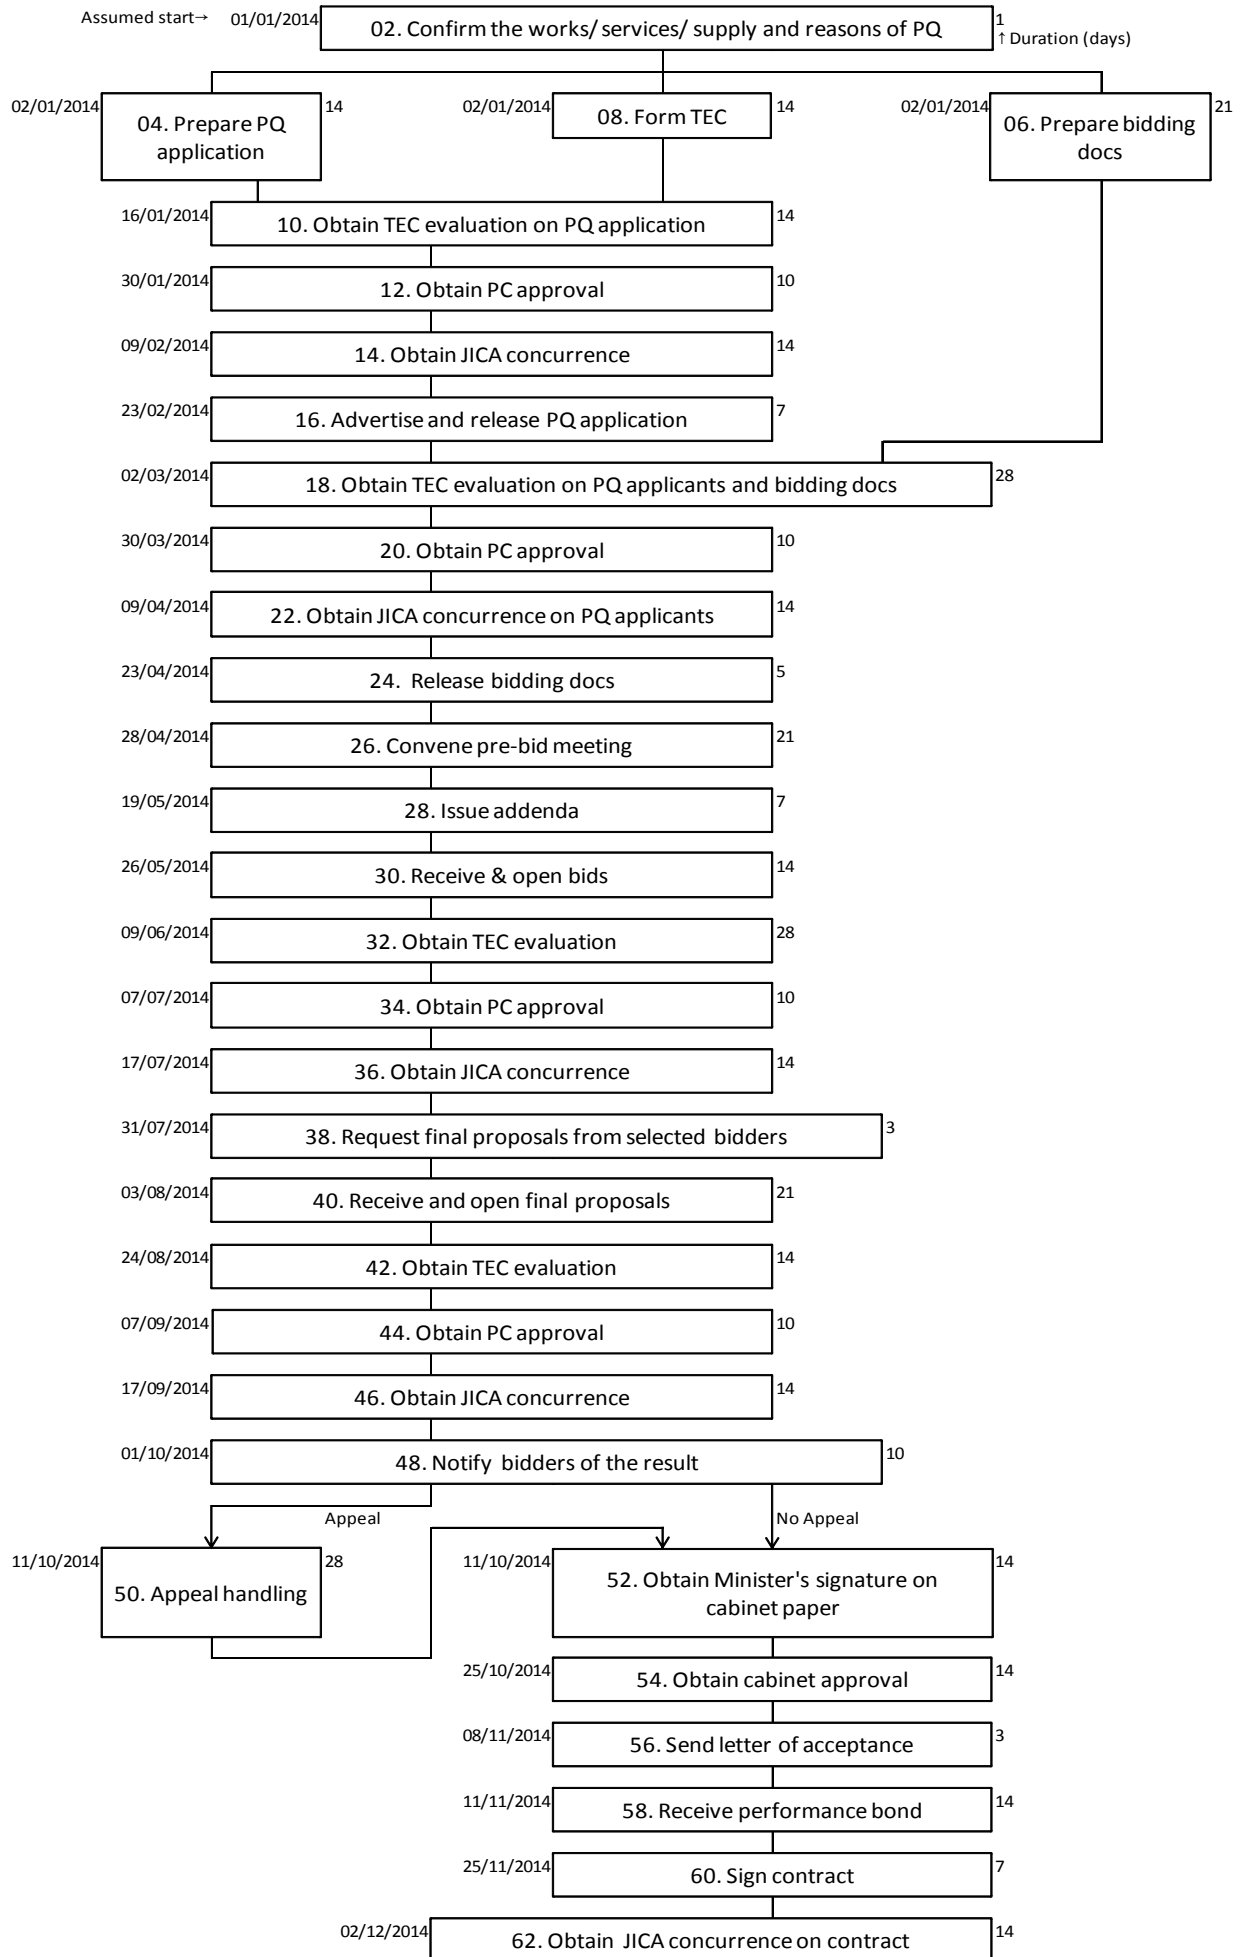 Assumed start→ 01/01/2014 02. Confirm the works/ services/ supply and reasons of PQ 1
↑ Duration (days)
02/01/2014 04. Prepare PQ application 14
02/01/2014 08. Form TEC 14
02/01/2014 06. Prepare bidding docs 21
16/01/2014 10. Obtain TEC evaluation on PQ application 14
30/01/2014 12. Obtain PC approval 10
09/02/2014 14. Obtain JICA concurrence 14
23/02/2014 16. Advertise and release PQ application 7
02/03/2014 18. Obtain TEC evaluation on PQ applicants and bidding docs 28
30/03/2014 20. Obtain PC approval 10
09/04/2014 22. Obtain JICA concurrence on PQ applicants 14
23/04/2014 24. Release bidding docs 5
28/04/2014 26. Convene pre-bid meeting 21
19/05/2014 28. Issue addenda 7
26/05/2014 30. Receive & open bids 14
09/06/2014 32. Obtain TEC evaluation 28
07/07/2014 34. Obtain PC approval 10
17/07/2014 36. Obtain JICA concurrence 14
31/07/2014 38. Request final proposals from selected bidders 3
03/08/2014 40. Receive and open final proposals 21
24/08/2014 42. Obtain TEC evaluation 14
07/09/2014 44. Obtain PC approval 10
17/09/2014 46. Obtain JICA concurrence 14
01/10/2014 48. Notify bidders of the result 10
Appeal
No Appeal
11/10/2014 50. Appeal handling 28
11/10/2014 52. Obtain Minister's signature on cabinet paper 14
25/10/2014 54. Obtain cabinet approval 14
08/11/2014 56. Send letter of acceptance 3
11/11/2014 58. Receive performance bond 14
25/11/2014 60. Sign contract 7
02/12/2014 62. Obtain JICA concurrence on contract 14